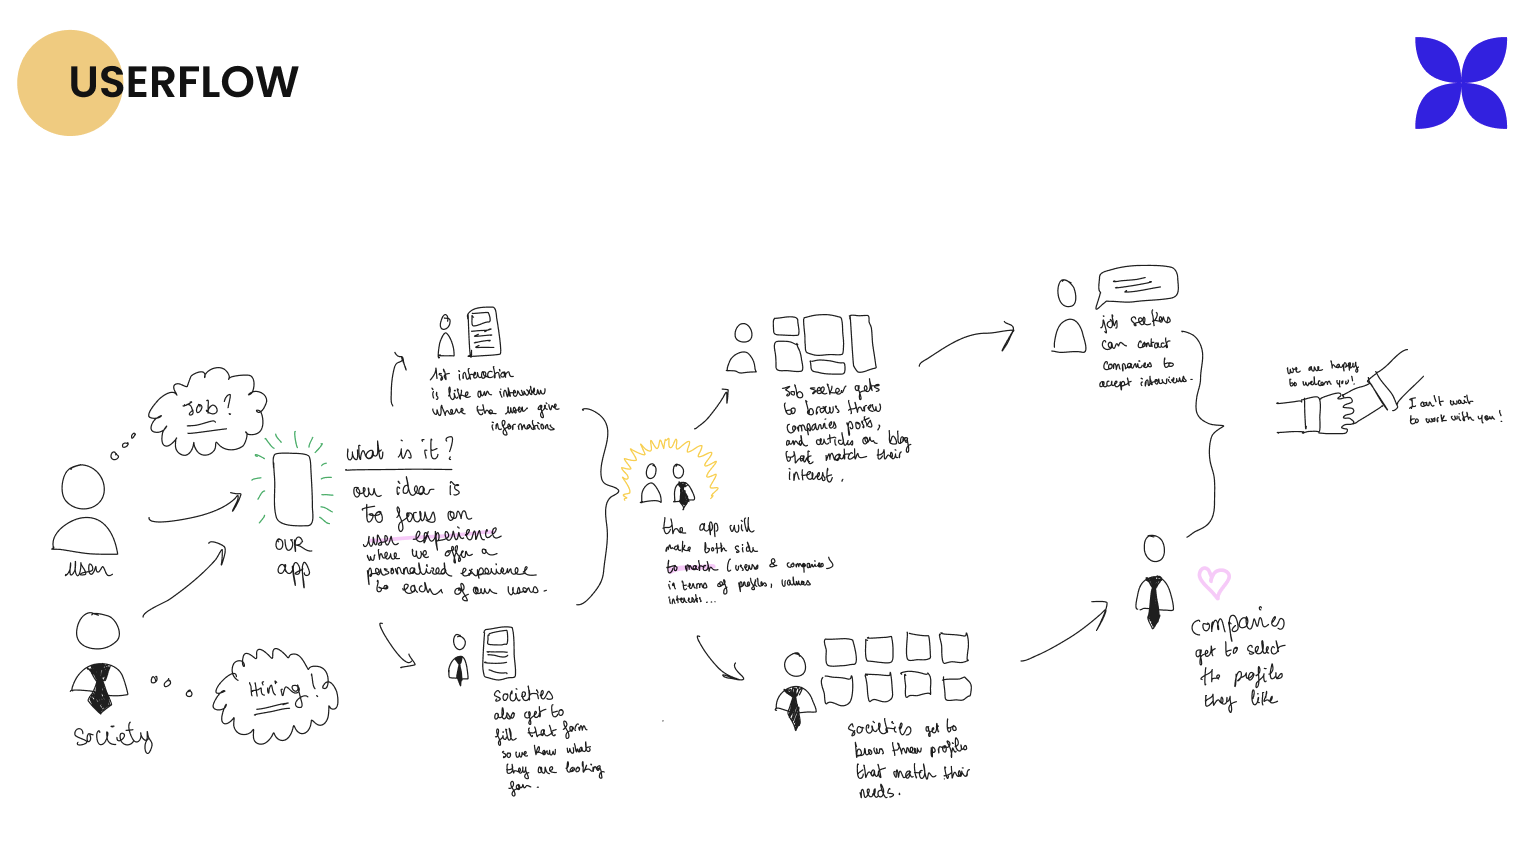 USERFLOW
Job?
user
Society
Hiring!
OUR
app
what is it?
our idea is
to focus on
user experience
where we offer a
personnalized experience
to each of our users.
1st interaction
is like an interview
where the user give
informations
societies
also get to
fill that form
so we know what
they are looking
for.
the app will
make both side
to match (users & companies)
in terms of profiles, values
interests...
Job seeker gets
to brows threw
companies posts,
and articles on blog
that match their
interest.
societies get to
brows threw profiles
that match their
needs.
job seekers
can contact
companies to
accept interviews.
companies
get to select
the profiles
they like
we are happy
to welcom you!
I can't wait
to work with you!